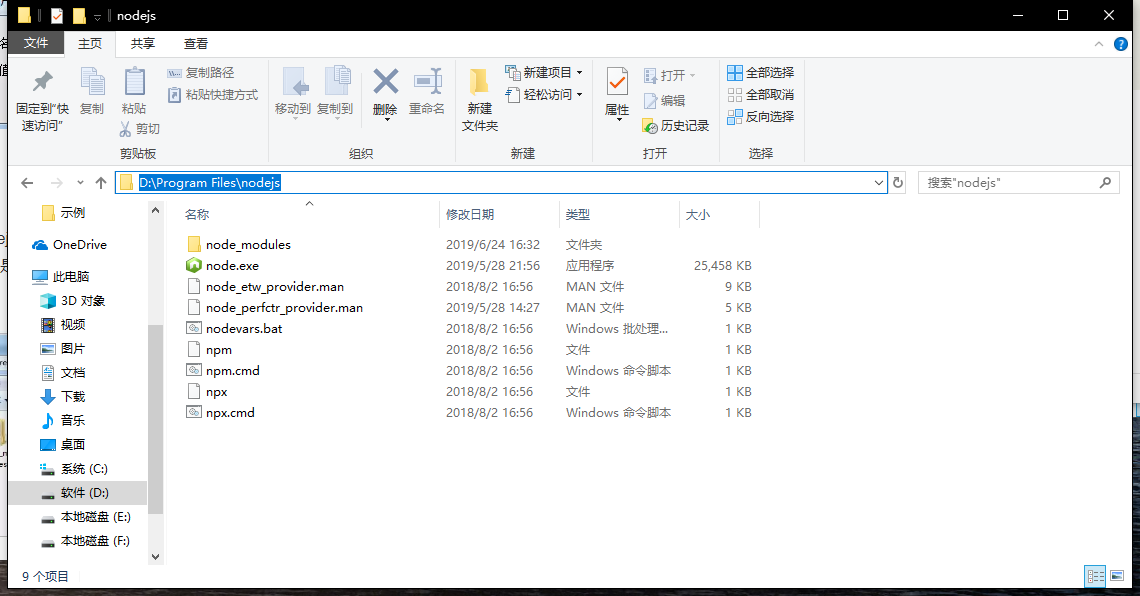 nodejs
文件 主页 共享 查看
固定到"快速访问"
复制
粘贴
复制路径
粘贴快捷方式
剪切
剪贴板
移动到
复制到
删除
重命名
组织
新建文件夹
新建项目
轻松访问
新建
属性
打开
编辑
历史记录
打开
全部选择
全部取消
反向选择
选择
D:\Program Files\nodejs
搜索"nodejs"
示例
OneDrive
此电脑
3D 对象
视频
图片
文档
下载
音乐
桌面
系统 (C:)
软件 (D:)
本地磁盘 (E:)
本地磁盘 (F:)
名称 修改日期 类型 大小
node_modules 2019/6/24 16:32 文件夹
node.exe 2019/5/28 21:56 应用程序 25,458 KB
node_etw_provider.man 2018/8/2 16:56 MAN 文件 9 KB
node_perfctr_provider.man 2019/5/28 14:27 MAN 文件 5 KB
nodevars.bat 2018/8/2 16:56 Windows 批处理... 1 KB
npm 2018/8/2 16:56 文件 1 KB
npm.cmd 2018/8/2 16:56 Windows 命令脚本 1 KB
npx 2018/8/2 16:56 文件 1 KB
npx.cmd 2018/8/2 16:56 Windows 命令脚本 1 KB
9 个项目